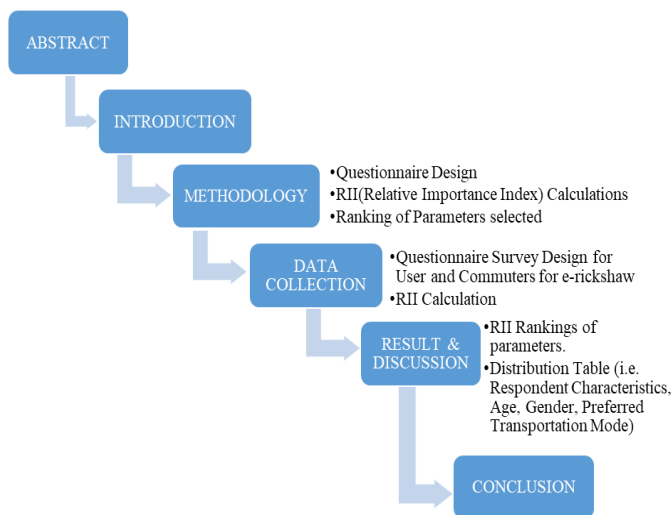 ABSTRACT
INTRODUCTION
METHODOLOGY
•Questionnaire Design
•RII(Relative Importance Index) Calculations
•Ranking of Parameters selected
DATA
COLLECTION
•Questionnaire Survey Design for
User and Commuters for e-rickshaw
•RII Calculation
RESULT &
DISCUSSION
•RII Rankings of
parameters.
•Distribution Table (i.e.
Respondent Characteristics,
Age, Gender, Preferred
Transportation Mode)
CONCLUSION